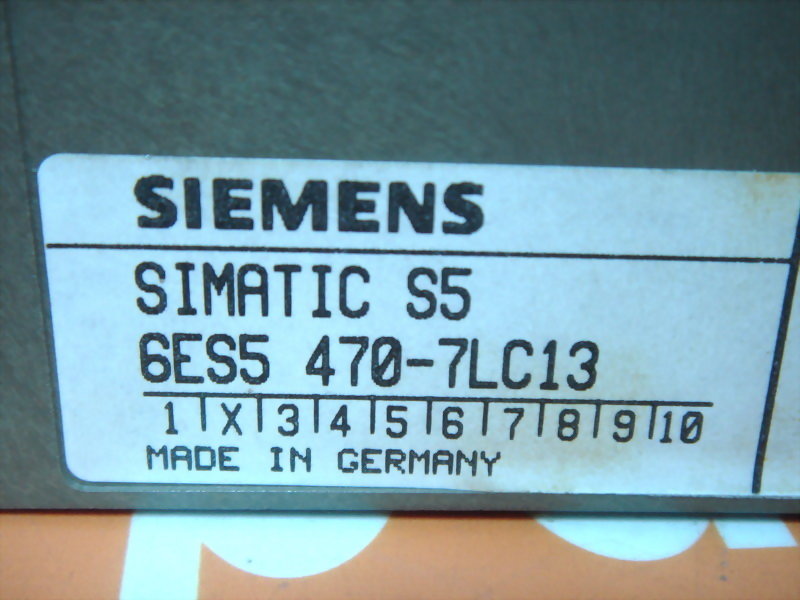 SIEMENS
SIMATIC S5
6ES5 470-7LC13
1 X 3 4 5 6 7 8 9 10
MADE IN GERMANY